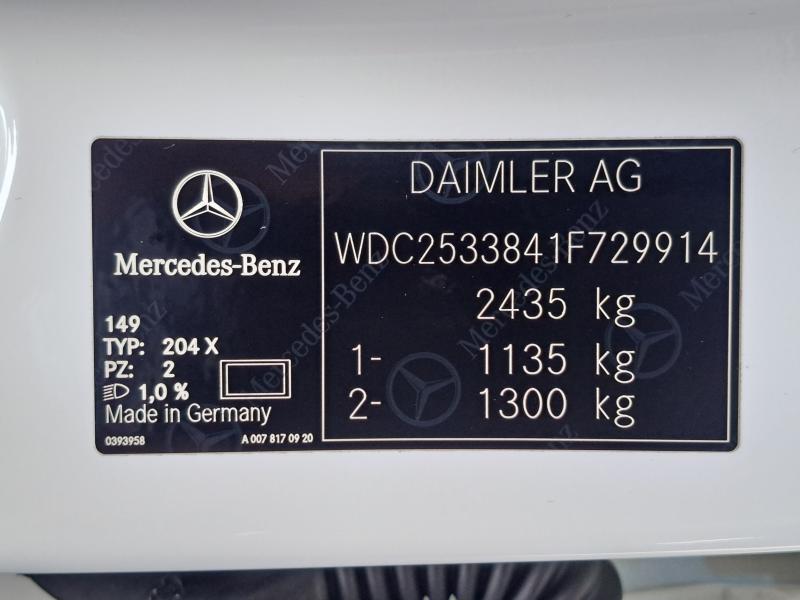 Mercedes-Benz
149
TYP: 204 X
PZ: 2
1,0 %
Made in Germany
0393958 A 007 817 09 20
DAIMLER AG
WDC2533841F729914
2435 kg
1- 1135 kg
2- 1300 kg